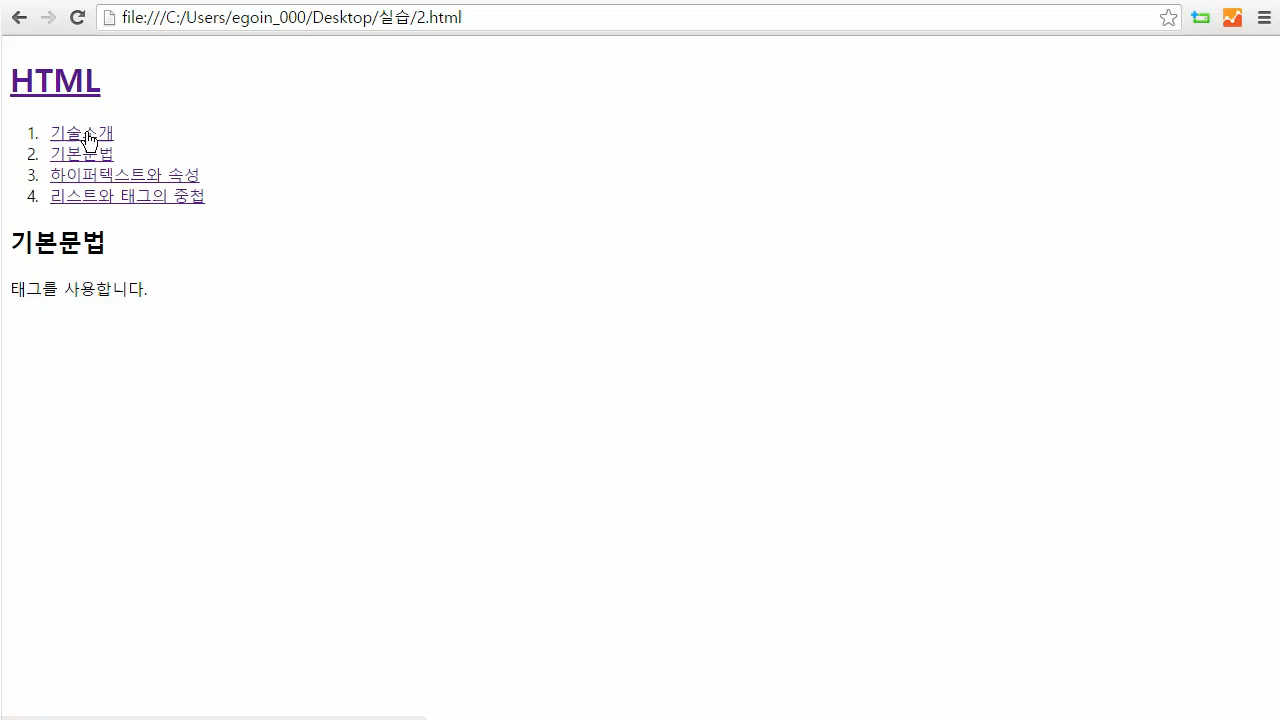 file:///C:/Users/egoin_000/Desktop/실습/2.html
HTML
1. 기술소개
2. 기본문법
3. 하이퍼텍스트와 속성
4. 리스트와 태그의 중첩
기본문법
태그를 사용합니다.